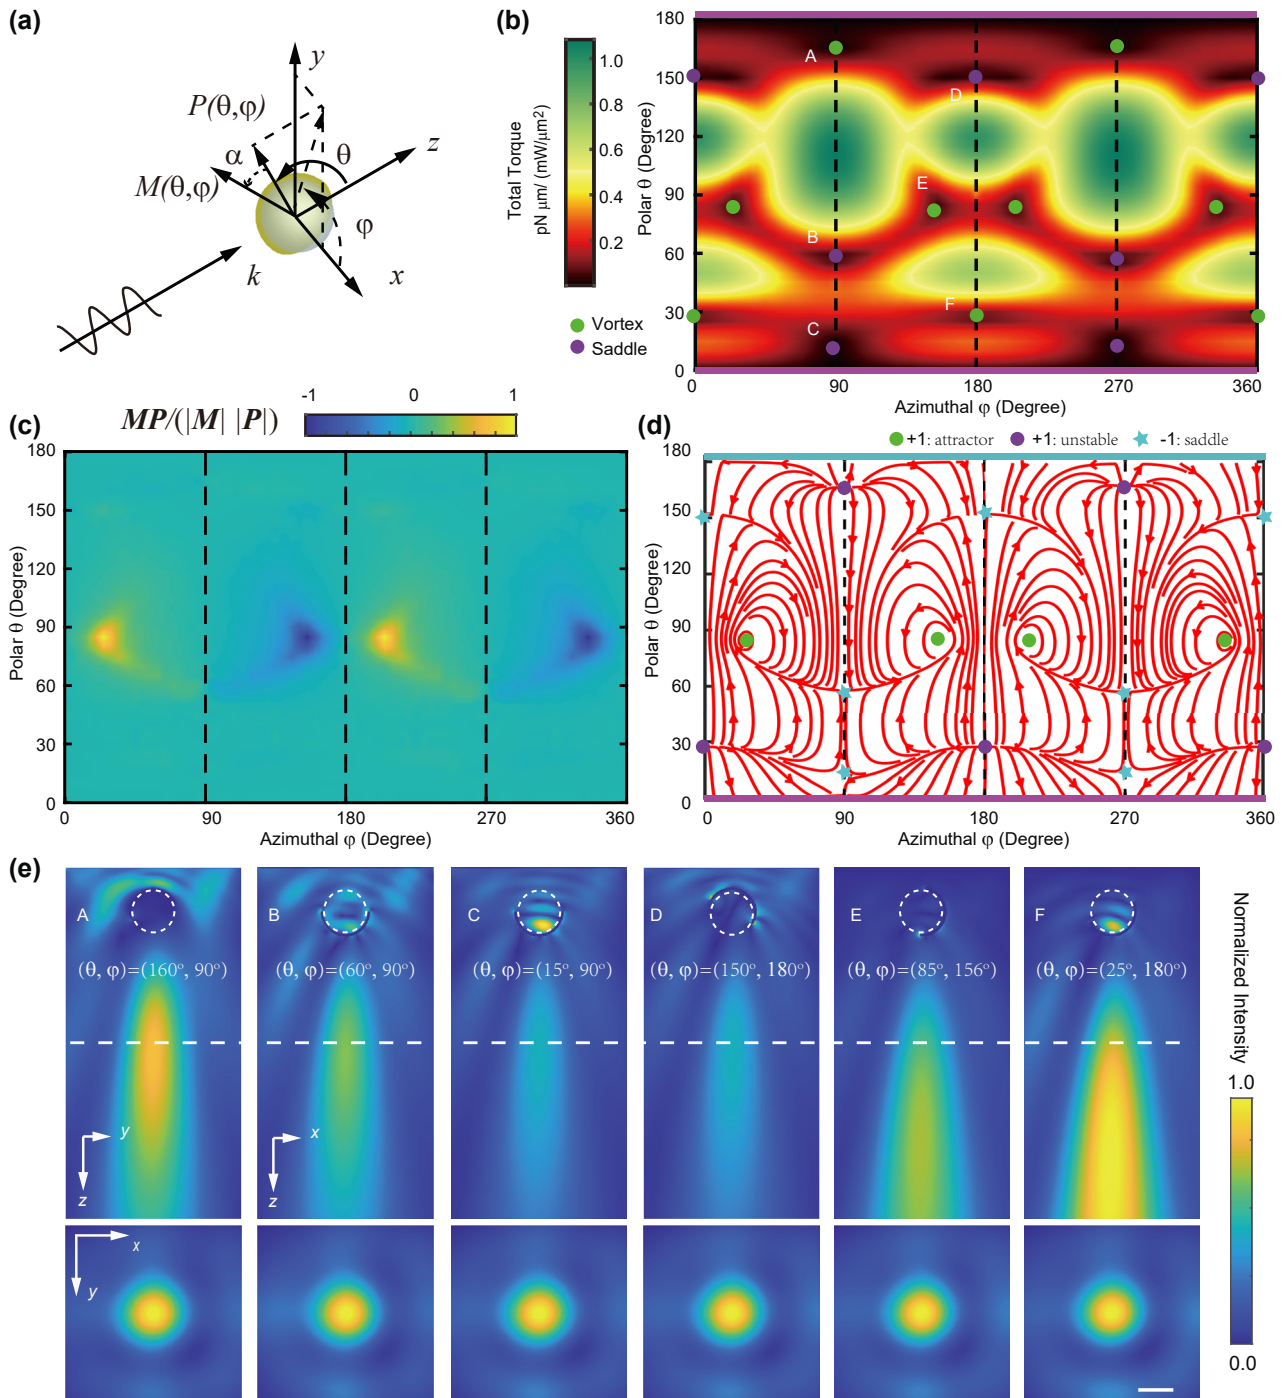 (a)
y
P(θ,φ)
α
θ
z
M(θ,φ)
φ
k
x
(b)
Total Torque
pN μm/ (mW/μm²)
1.0
0.8
0.6
0.4
0.2
Vortex
Saddle
Polar θ (Degree)
180
150
120
90
60
30
0
A
D
E
B
F
C
0 90 180 270 360
Azimuthal φ (Degree)
(c)
MP/(|M| |P|)
-1 0 1
Polar θ (Degree)
180
150
120
90
60
30
0
0 90 180 270 360
Azimuthal φ (Degree)
(d)
+1: attractor +1: unstable -1: saddle
Polar θ (Degree)
180
150
120
90
60
30
0
0 90 180 270 360
Azimuthal φ (Degree)
(e)
A B C D E F
(θ, φ)=(160°, 90°) (θ, φ)=(60°, 90°) (θ, φ)=(15°, 90°) (θ, φ)=(150°, 180°) (θ, φ)=(85°, 156°) (θ, φ)=(25°, 180°)
y
z
x
z
x
y
Normalized Intensity
1.0
0.0